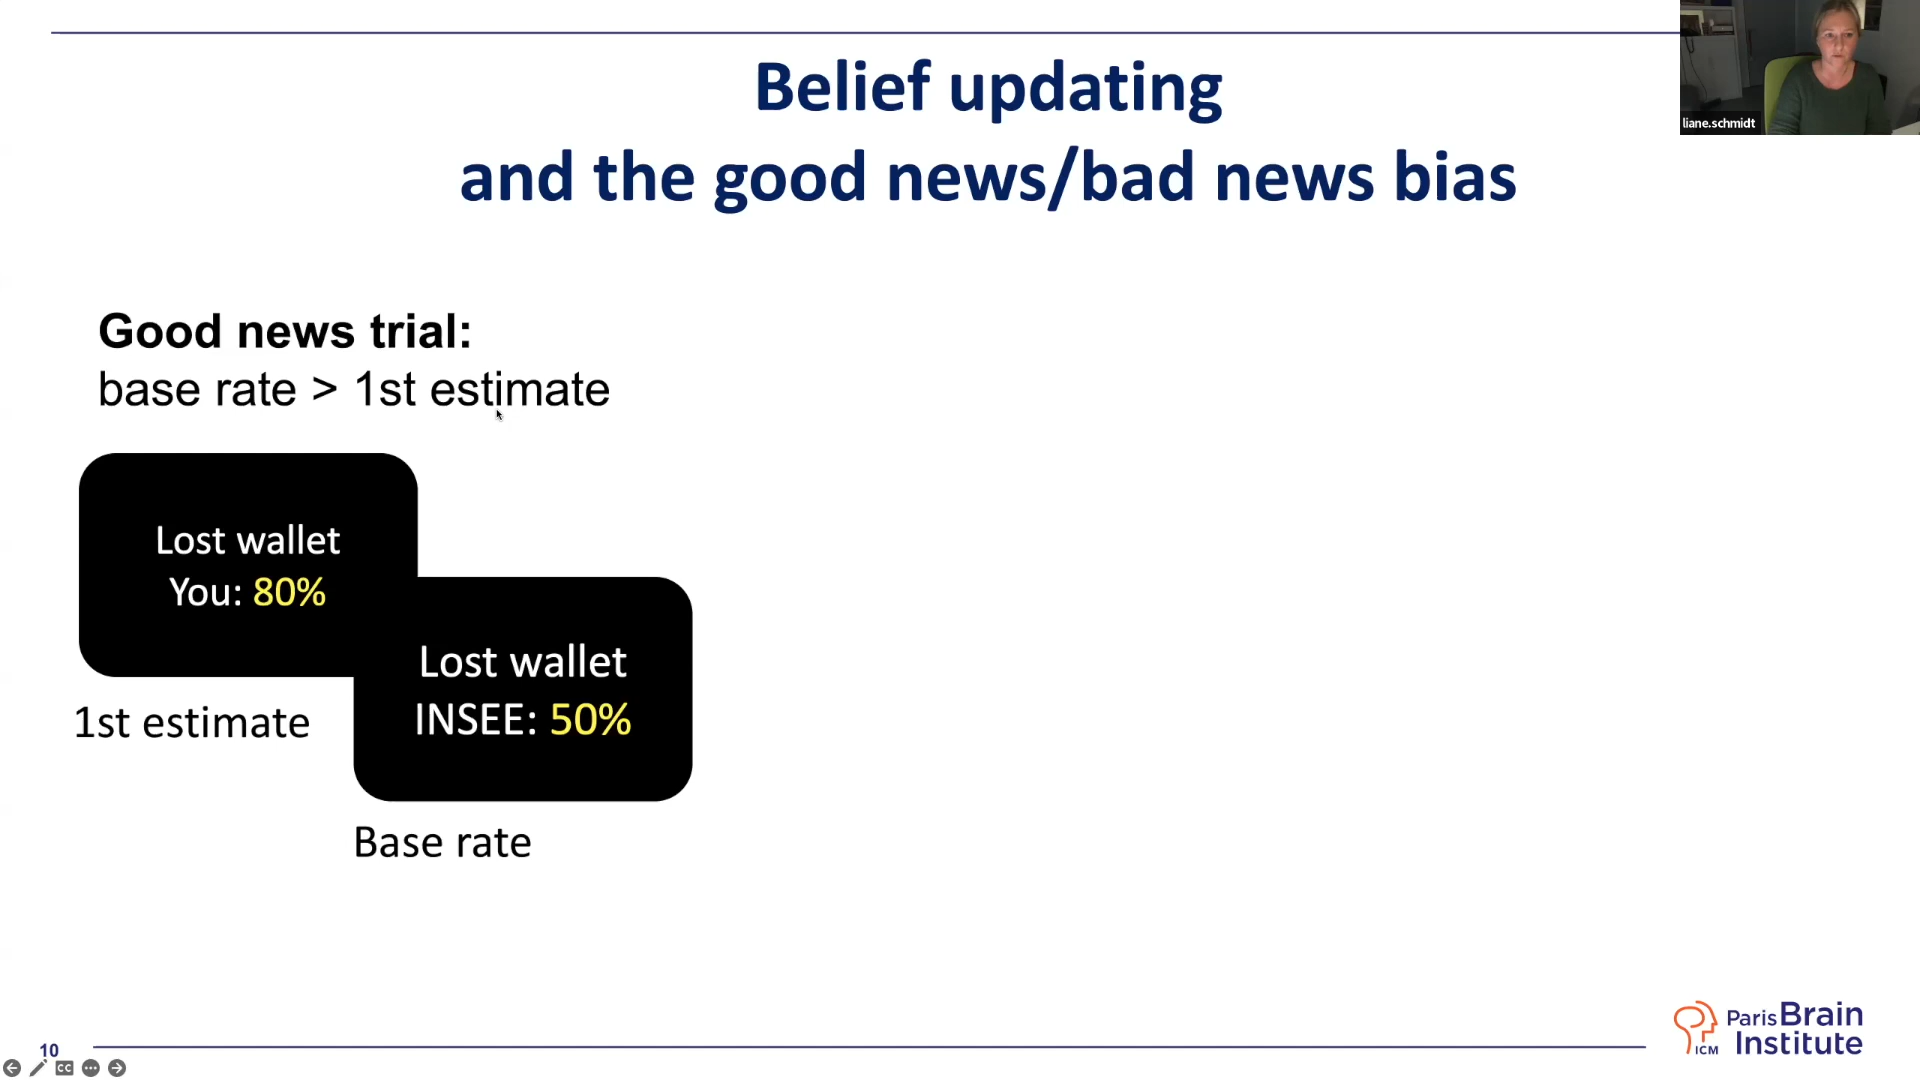 Belief updating
and the good news/bad news bias
liane.schmidt
Good news trial:
base rate > 1st estimate
Lost wallet
You: 80%
1st estimate
Lost wallet
INSEE: 50%
Base rate
10
CC
Paris Brain
Institute
ICM